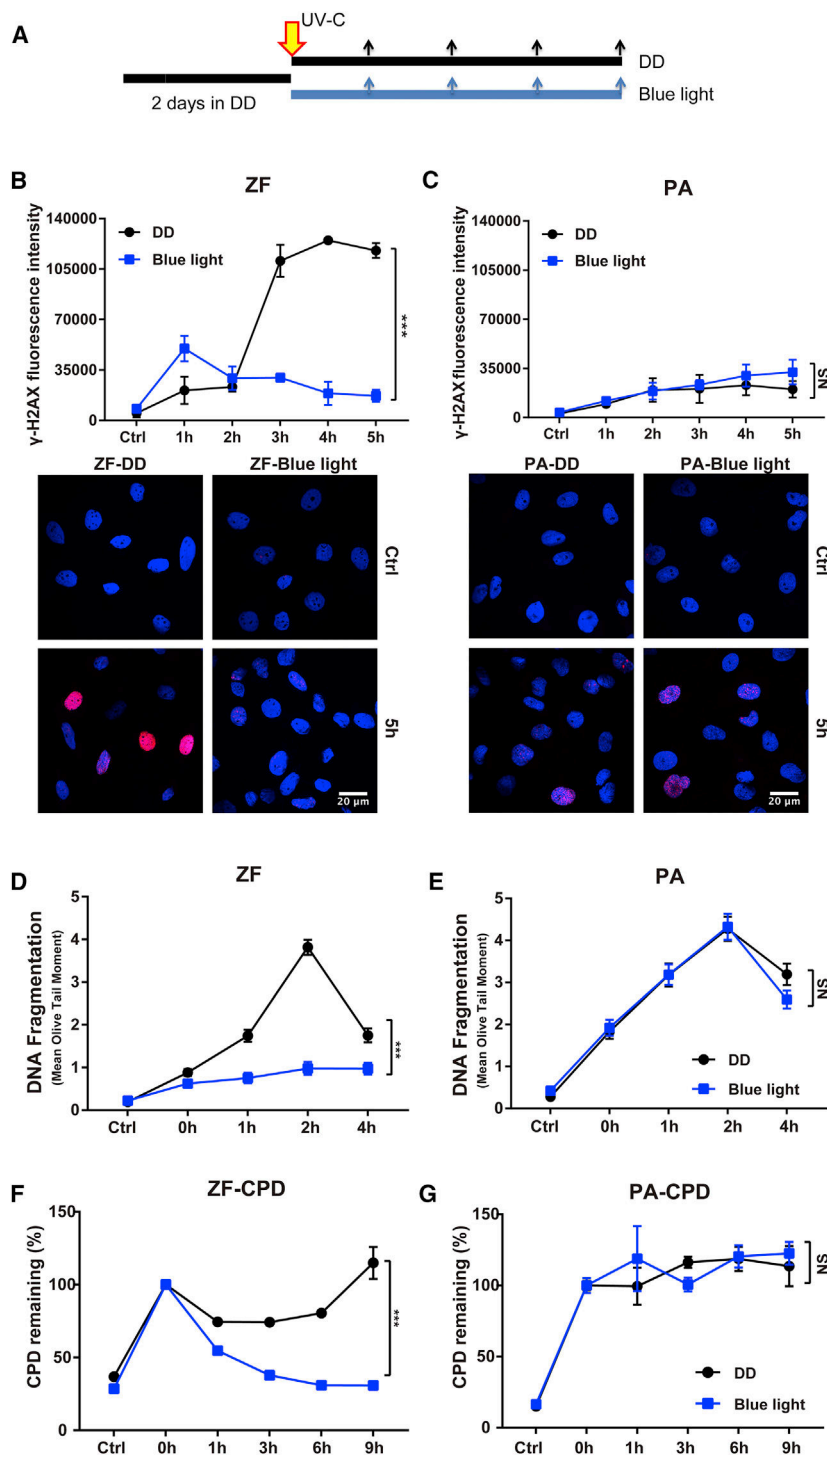 A
UV-C
DD
2 days in DD
Blue light
B
ZF
γ-H2AX fluorescence intensity
140000
105000
70000
35000
0
DD
Blue light
***
Ctrl 1h 2h 3h 4h 5h
C
PA
γ-H2AX fluorescence intensity
140000
105000
70000
35000
0
DD
Blue light
NS
Ctrl 1h 2h 3h 4h 5h
ZF-DD ZF-Blue light
Ctrl
5h
20 µm
PA-DD PA-Blue light
Ctrl
5h
20 µm
D
ZF
DNA Fragmentation
(Mean Olive Tail Moment)
5
4
3
2
1
0
***
Ctrl 0h 1h 2h 4h
E
PA
DNA Fragmentation
(Mean Olive Tail Moment)
5
4
3
2
1
0
NS
DD
Blue light
Ctrl 0h 1h 2h 4h
F
ZF-CPD
CPD remaining (%)
150
100
50
0
***
Ctrl 0h 1h 3h 6h 9h
G
PA-CPD
CPD remaining (%)
150
100
50
0
NS
DD
Blue light
Ctrl 0h 1h 3h 6h 9h